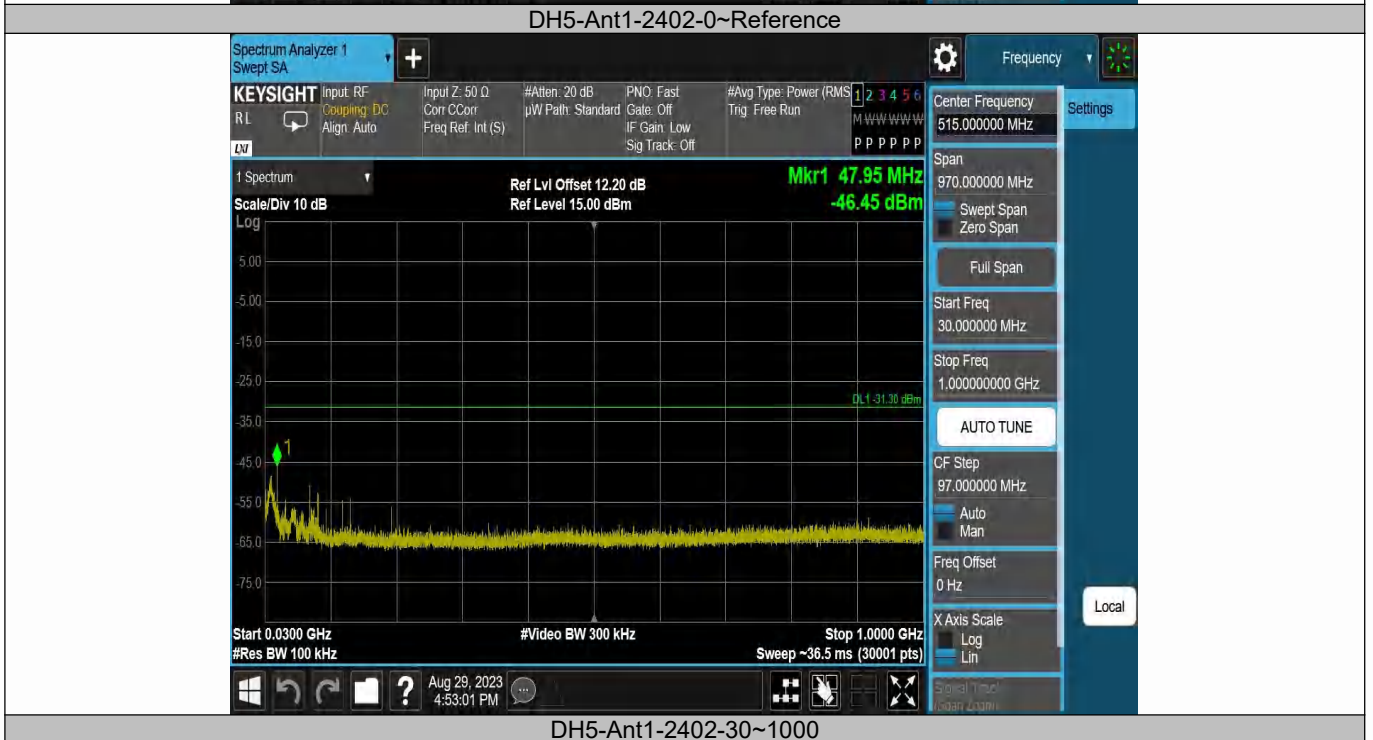 DH5-Ant1-2402-0~Reference
Spectrum Analyzer 1
Swept SA
+
Frequency
KEYSIGHT
RL
LXI
Input: RF
Coupling: DC
Align: Auto
Input Z: 50 Ω
Corr CCorr
Freq Ref: Int (S)
#Atten: 20 dB
µW Path: Standard
PNO: Fast
Gate: Off
IF Gain: Low
Sig Track: Off
#Avg Type: Power (RMS
Trig: Free Run
1 2 3 4 5 6
M W W W W W
P P P P P P
1 Spectrum
Scale/Div 10 dB
Log
Ref Lvl Offset 12.20 dB
Ref Level 15.00 dBm
Mkr1 47.95 MHz
-46.45 dBm
5.00
-5.00
-15.0
-25.0
DL1 -31.30 dBm
-35.0
1
-45.0
-55.0
-65.0
-75.0
Start 0.0300 GHz
#Res BW 100 kHz
#Video BW 300 kHz
Stop 1.0000 GHz
Sweep ~36.5 ms (30001 pts)
Center Frequency
515.000000 MHz
Settings
Span
970.000000 MHz
Swept Span
Zero Span
Full Span
Start Freq
30.000000 MHz
Stop Freq
1.000000000 GHz
AUTO TUNE
CF Step
97.000000 MHz
Auto
Man
Freq Offset
0 Hz
X Axis Scale
Log
Lin
Signal Track
(Span Zoom)
Local
?
Aug 29, 2023
4:53:01 PM
DH5-Ant1-2402-30~1000